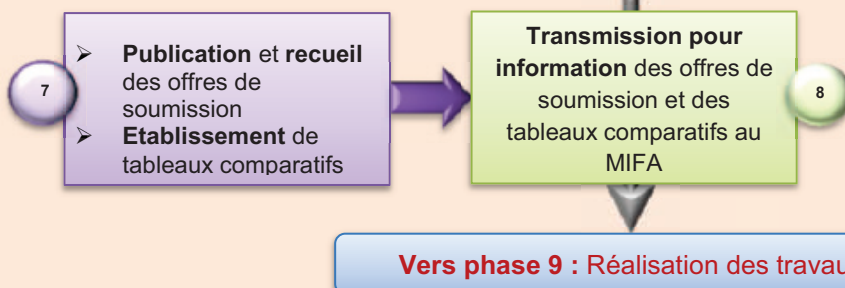 7
➤ Publication et recueil
des offres de
soumission
➤ Etablissement de
tableaux comparatifs
Transmission pour
information des offres de
soumission et des
tableaux comparatifs au
MIFA
8
Vers phase 9 : Réalisation des travau